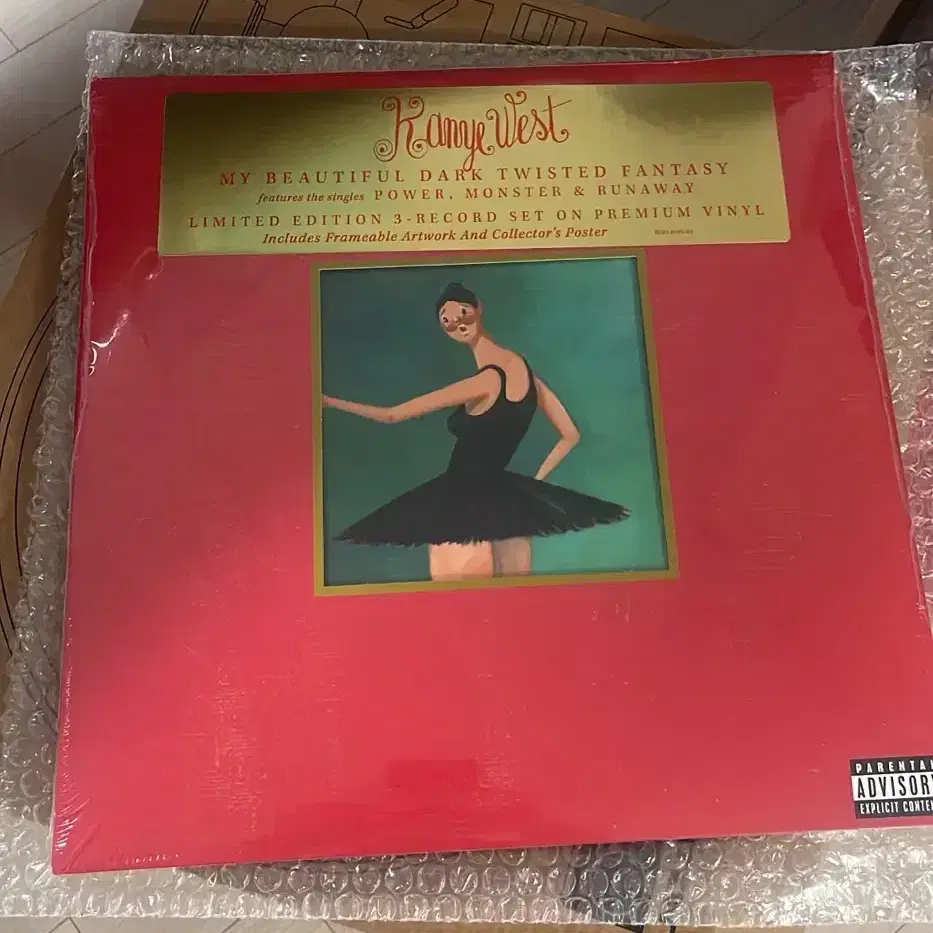 Kanye West
MY BEAUTIFUL DARK TWISTED FANTASY
features the singles POWER, MONSTER & RUNAWAY
LIMITED EDITION 3-RECORD SET ON PREMIUM VINYL
Includes Frameable Artwork And Collector's Poster
PARENTAL
ADVISORY
EXPLICIT CONTE